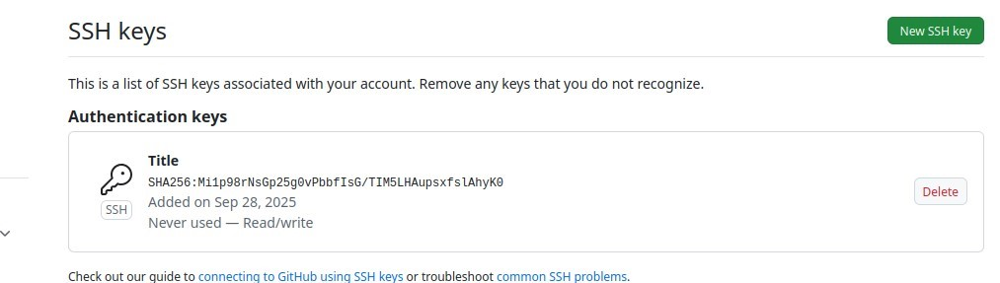 SSH keys
New SSH key
This is a list of SSH keys associated with your account. Remove any keys that you do not recognize.
Authentication keys
Title
SHA256:Mi1p98rNsGp25g0vPbbfIsG/TIM5LHAupsxfslAhyK0
SSH
Added on Sep 28, 2025
Never used — Read/write
Delete
Check out our guide to connecting to GitHub using SSH keys or troubleshoot common SSH problems.